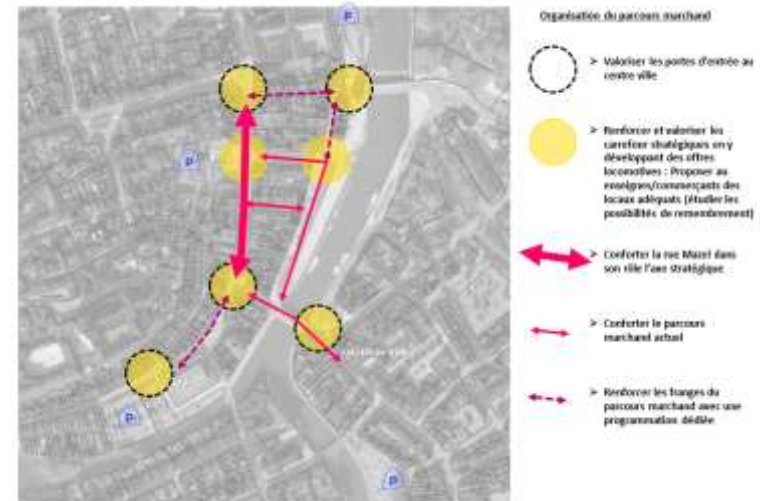 Organisation du parcours marchand
P
➢ Valoriser les portes d'entrée au
centre ville
➢ Renforcer et valoriser les
carrefour stratégiques en y
développant des offres
locomotives : Proposer au
enseignes/commerçants des
locaux adéquats (étudier les
possibilités de remembrement)
P
➢ Conforter la rue Mazel dans
son rôle l'axe stratégique
➢ Conforter le parcours
marchand actuel
➢ Renforcer les franges du
parcours marchand avec une
programmation dédiée
P
P